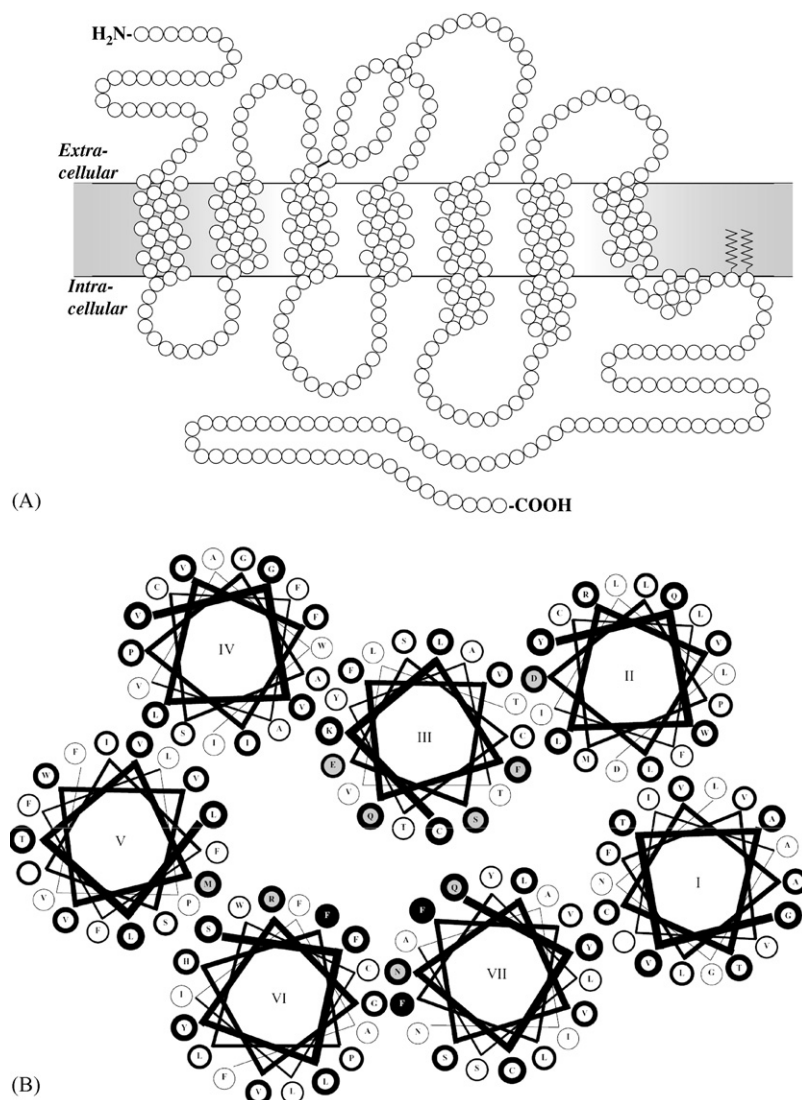 H₂N-
Extra-
cellular
Intra-
cellular
-COOH
(A)
IV
A G G F F W A V A I I S L V P V C V
III
S L A V T C F T S C T Q V E K Y F L
II
L L Q L V L P W F L D M L I D Y C R
V
I V L V L F M P S L F V V T F W F
I
V L V A A A G V T G L V C N F T I
VI
R F F F C G A P L L V F L Y I H S W
VII
Q Y L A V Y L V I L C S S N F N A F
(B)